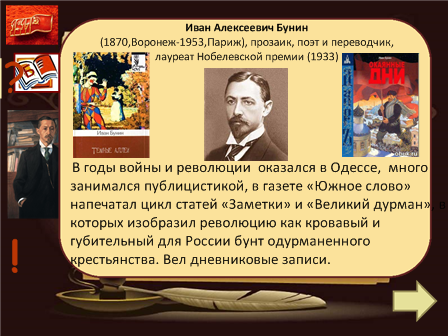 Иван Алексеевич Бунин
(1870,Воронеж-1953,Париж), прозаик, поэт и переводчик,
лауреат Нобелевской премии (1933)
Иван Бунин
ТЕМНЫЕ АЛЛЕИ
ОКАЯННЫЕ
ДНИ
В годы войны и революции оказался в Одессе, много
занимался публицистикой, в газете «Южное слово»
напечатал цикл статей «Заметки» и «Великий дурман», в
которых изобразил революцию как кровавый и
губительный для России бунт одурманенного
крестьянства. Вел дневниковые записи.
!